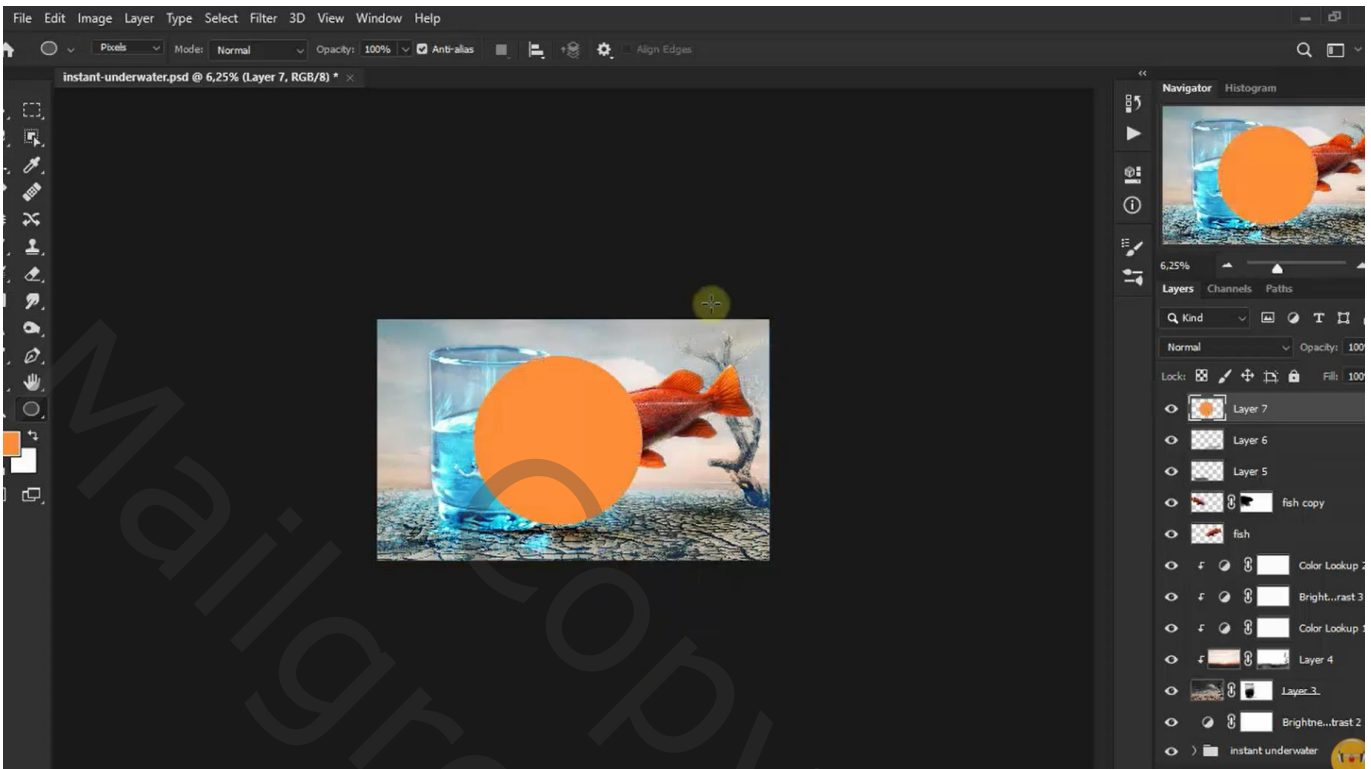 File Edit Image Layer Type Select Filter 3D View Window Help
Pixels Mode: Normal Opacity: 100% Anti-alias Align Edges
instant-underwater.psd @ 6,25% (Layer 7, RGB/8) * ×
Navigator Histogram
6,25%
Layers Channels Paths
Kind
Normal Opacity: 100%
Lock: Fill: 100%
Layer 7
Layer 6
Layer 5
fish copy
fish
Color Lookup 2
Bright...rast 3
Color Lookup 1
Layer 4
Layer 3
Brightne...trast 2
instant underwater
Copy